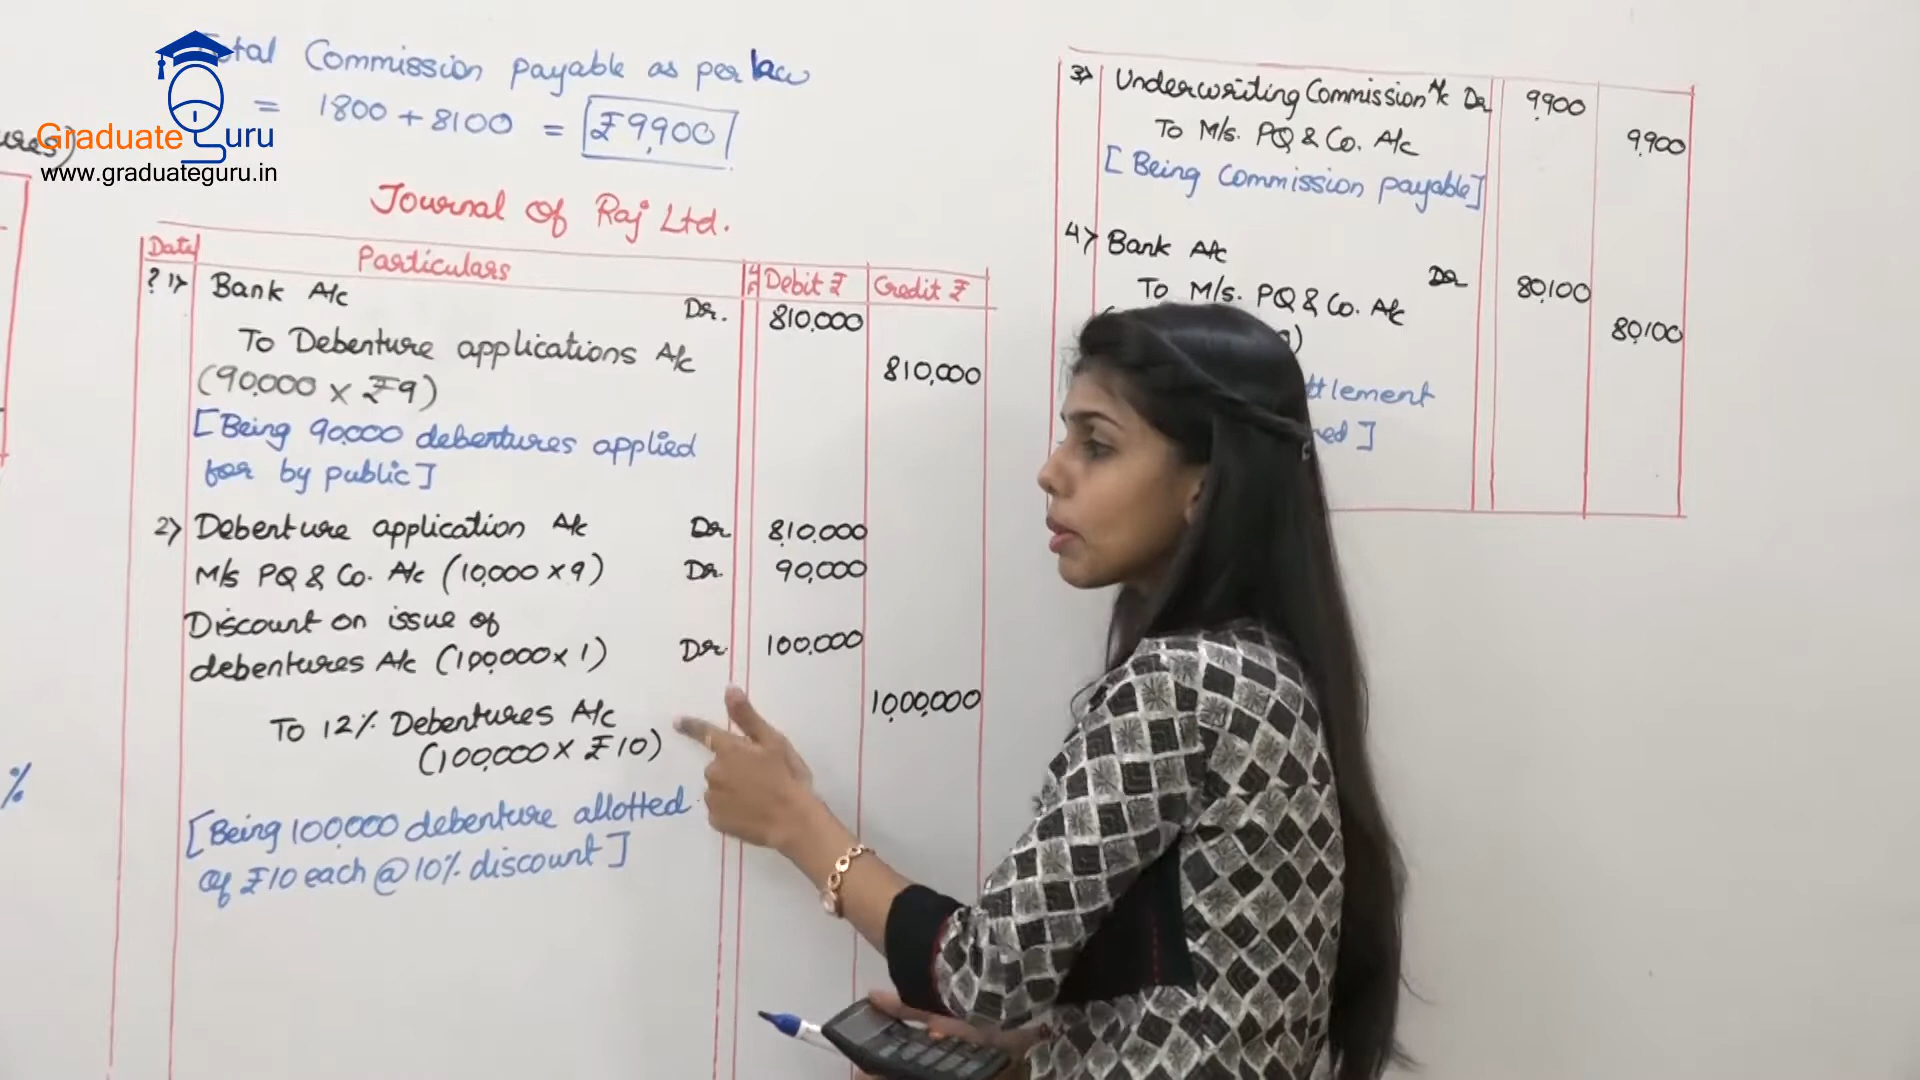 Total Commission payable as per law
= 1800 + 8100 = ₹9,900
ures)
Graduate Guru
www.graduateguru.in
Journal of Raj Ltd.
Date Particulars L.f. Debit ₹ Credit ₹
? 1> Bank A/c Dr. 810,000
To Debenture applications A/c 810,000
(90,000 x ₹9)
[Being 90,000 debentures applied
for by public]
2> Debenture application A/c Dr 810,000
M/s PQ & Co. A/c (10,000 x 9) Dr. 90,000
Discount on issue of
debentures A/c (100,000 x 1) Dr. 100,000
To 12% Debentures A/c 10,00,000
(100,000 x ₹10)
[Being 100,000 debenture allotted
of ₹10 each @ 10% discount]
%
3> Underwriting Commission A/c Dr 9,900
To M/s. PQ & Co. A/c 9,900
[Being Commission payable]
4> Bank A/c Dr 80,100
To M/s. PQ & Co. A/c 80,100
ttlement
ed]